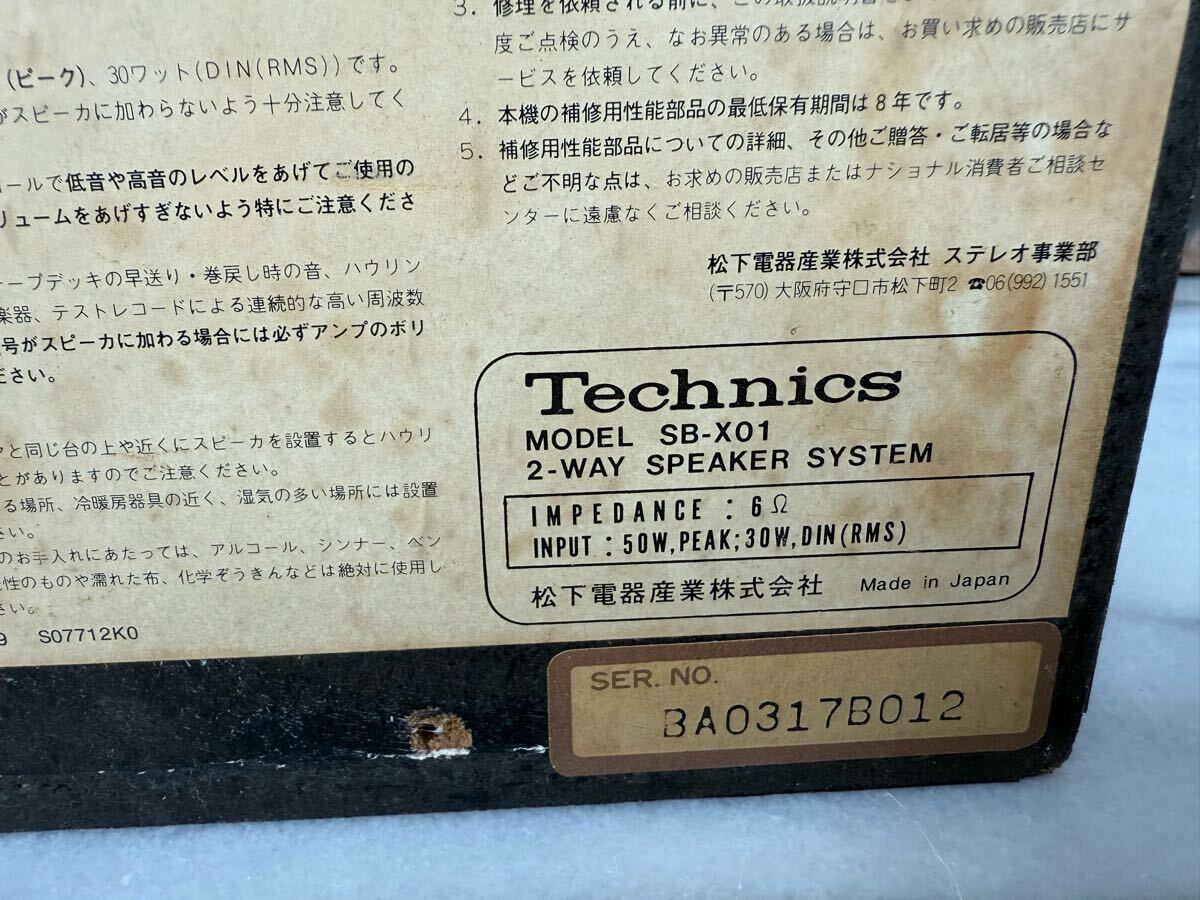 (ピーク)、30ワット(DIN(RMS))です。
がスピーカに加わらないよう十分注意してく
ールで低音や高音のレベルをあげてご使用の
リュームをあげすぎないよう特にご注意くださ
ープデッキの早送り・巻戻し時の音、ハウリン
楽器、テストレコードによる連続的な高い周波数
号がスピーカに加わる場合には必ずアンプのボリ
ださい。
と同じ台の上や近くにスピーカを設置するとハウリ
とがありますのでご注意ください。
る場所、冷暖房器具の近く、湿気の多い場所には設置
さい。
のお手入れにあたっては、アルコール、シンナー、ベン
性のものや濡れた布、化学ぞうきんなどは絶対に使用し
さい。
9 S07712K0
3. 修理を依頼される前に、この取扱説明書を
度ご点検のうえ、なお異常のある場合は、お買い求めの販売店にサ
ービスを依頼してください。
4. 本機の補修用性能部品の最低保有期間は8年です。
5. 補修用性能部品についての詳細、その他ご贈答・ご転居等の場合な
どご不明な点は、お求めの販売店またはナショナル消費者ご相談セ
ンターに遠慮なくご相談ください。
松下電器産業株式会社 ステレオ事業部
(〒570) 大阪府守口市松下町2 ☎06(992)1551
Technics
MODEL SB-X01
2-WAY SPEAKER SYSTEM
IMPEDANCE : 6Ω
INPUT : 50W, PEAK; 30W, DIN(RMS)
松下電器産業株式会社 Made in Japan
SER. NO.
BA0317B012